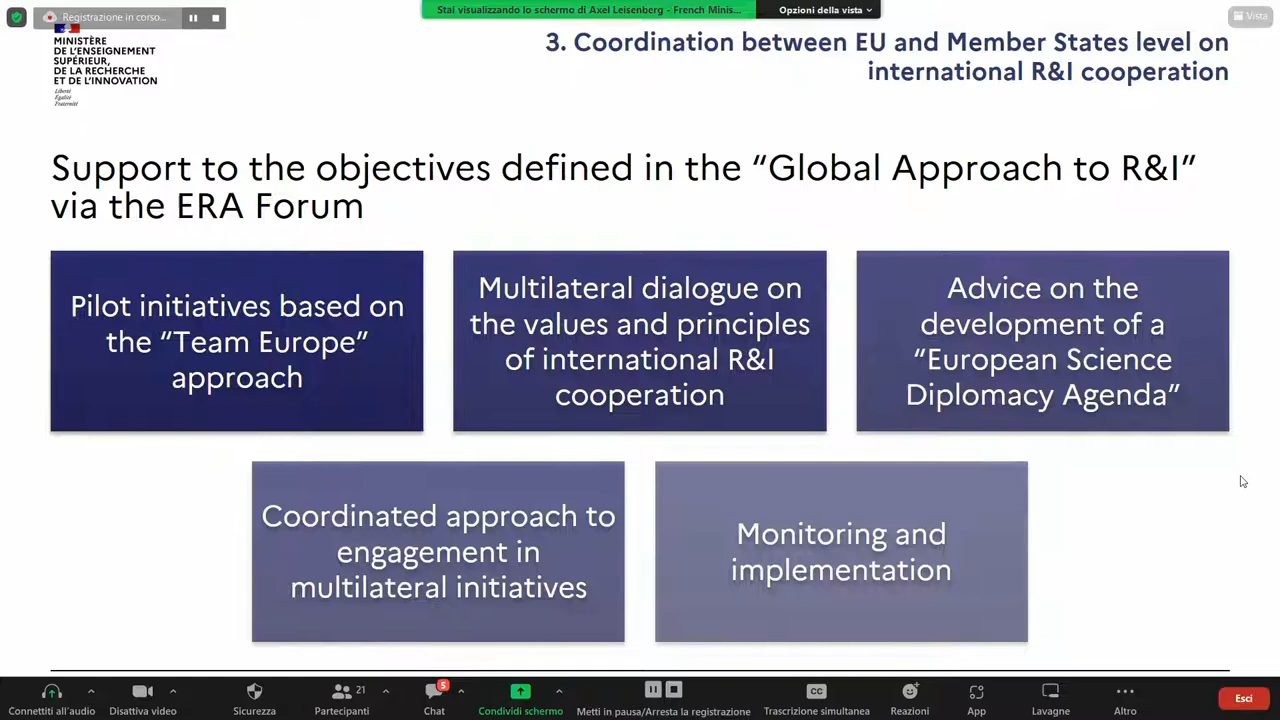 Registrazione in corso...
Stai visualizzando lo schermo di Axel Leisenberg - French Minis...
Opzioni della vista
Vista
MINISTÈRE
DE L'ENSEIGNEMENT
SUPÉRIEUR,
DE LA RECHERCHE
ET DE L'INNOVATION
Liberté
Égalité
Fraternité
3. Coordination between EU and Member States level on
international R&I cooperation
Support to the objectives defined in the “Global Approach to R&I”
via the ERA Forum
Pilot initiatives based on
the “Team Europe”
approach
Multilateral dialogue on
the values and principles
of international R&I
cooperation
Advice on the
development of a
“European Science
Diplomacy Agenda”
Coordinated approach to
engagement in
multilateral initiatives
Monitoring and
implementation
Connettiti all'audio
Disattiva video
Sicurezza
21
Partecipanti
5
Chat
Condividi schermo
Metti in pausa/Arresta la registrazione
CC
Trascrizione simultanea
Reazioni
App
Lavagne
Altro
Esci